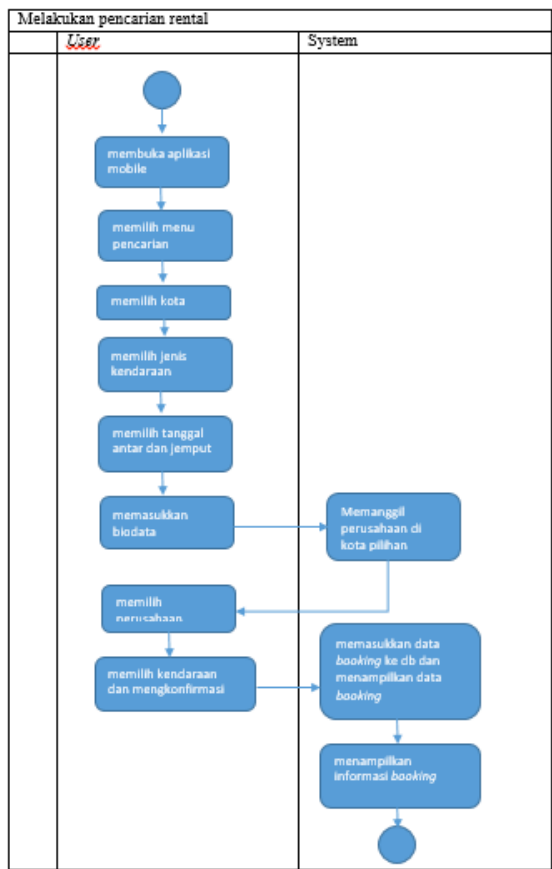 Melakukan pencarian rental
User
System
membuka aplikasi
mobile
memilih menu
pencarian
memilih kota
memilih jenis
kendaraan
memilih tanggal
antar dan jemput
memasukkan
biodata
Memanggil
perusahaan di
kota pilihan
memilih
perusahaan
memilih kendaraan
dan mengkonfirmasi
memasukkan data
booking ke db dan
menampilkan data
booking
menampilkan
informasi booking